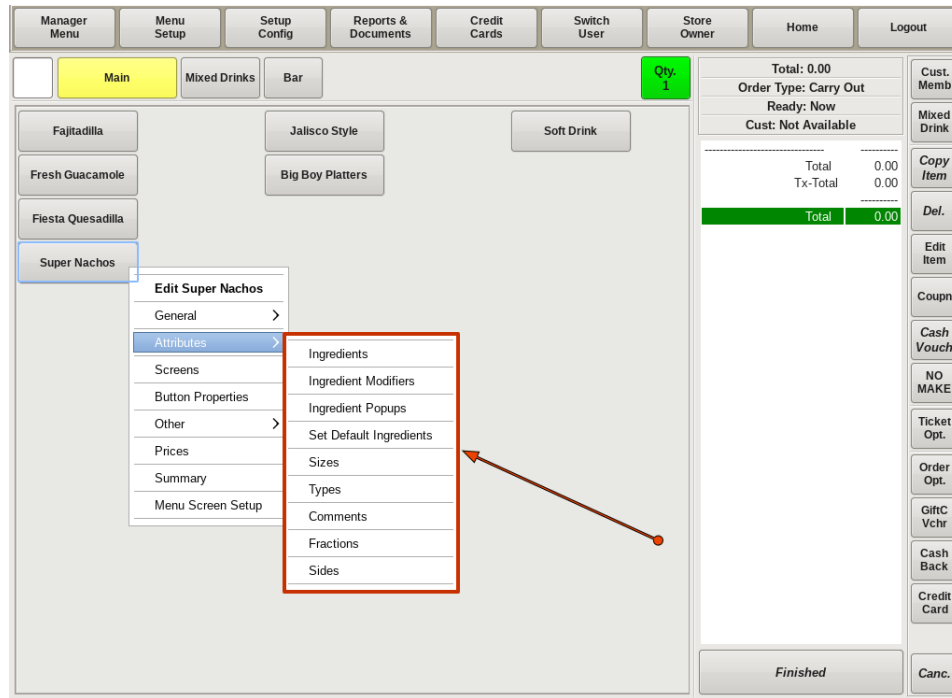 Manager
Menu
Menu
Setup
Setup
Config
Reports &
Documents
Credit
Cards
Switch
User
Store
Owner
Home
Logout
Main
Mixed Drinks
Bar
Qty.
1
Total: 0.00
Order Type: Carry Out
Ready: Now
Cust: Not Available
Cust.
Memb
Mixed
Drink
Copy
Item
Del.
Edit
Item
Coupn
Cash
Vouch
NO
MAKE
Ticket
Opt.
Order
Opt.
GiftC
Vchr
Cash
Back
Credit
Card
Canc.
Fajitadilla
Jalisco Style
Soft Drink
Fresh Guacamole
Big Boy Platters
Fiesta Quesadilla
Super Nachos
-------------------------------- ----------
Total 0.00
Tx-Total 0.00
----------
Total 0.00
Edit Super Nachos
General
Attributes
Screens
Button Properties
Other
Prices
Summary
Menu Screen Setup
Ingredients
Ingredient Modifiers
Ingredient Popups
Set Default Ingredients
Sizes
Types
Comments
Fractions
Sides
Finished